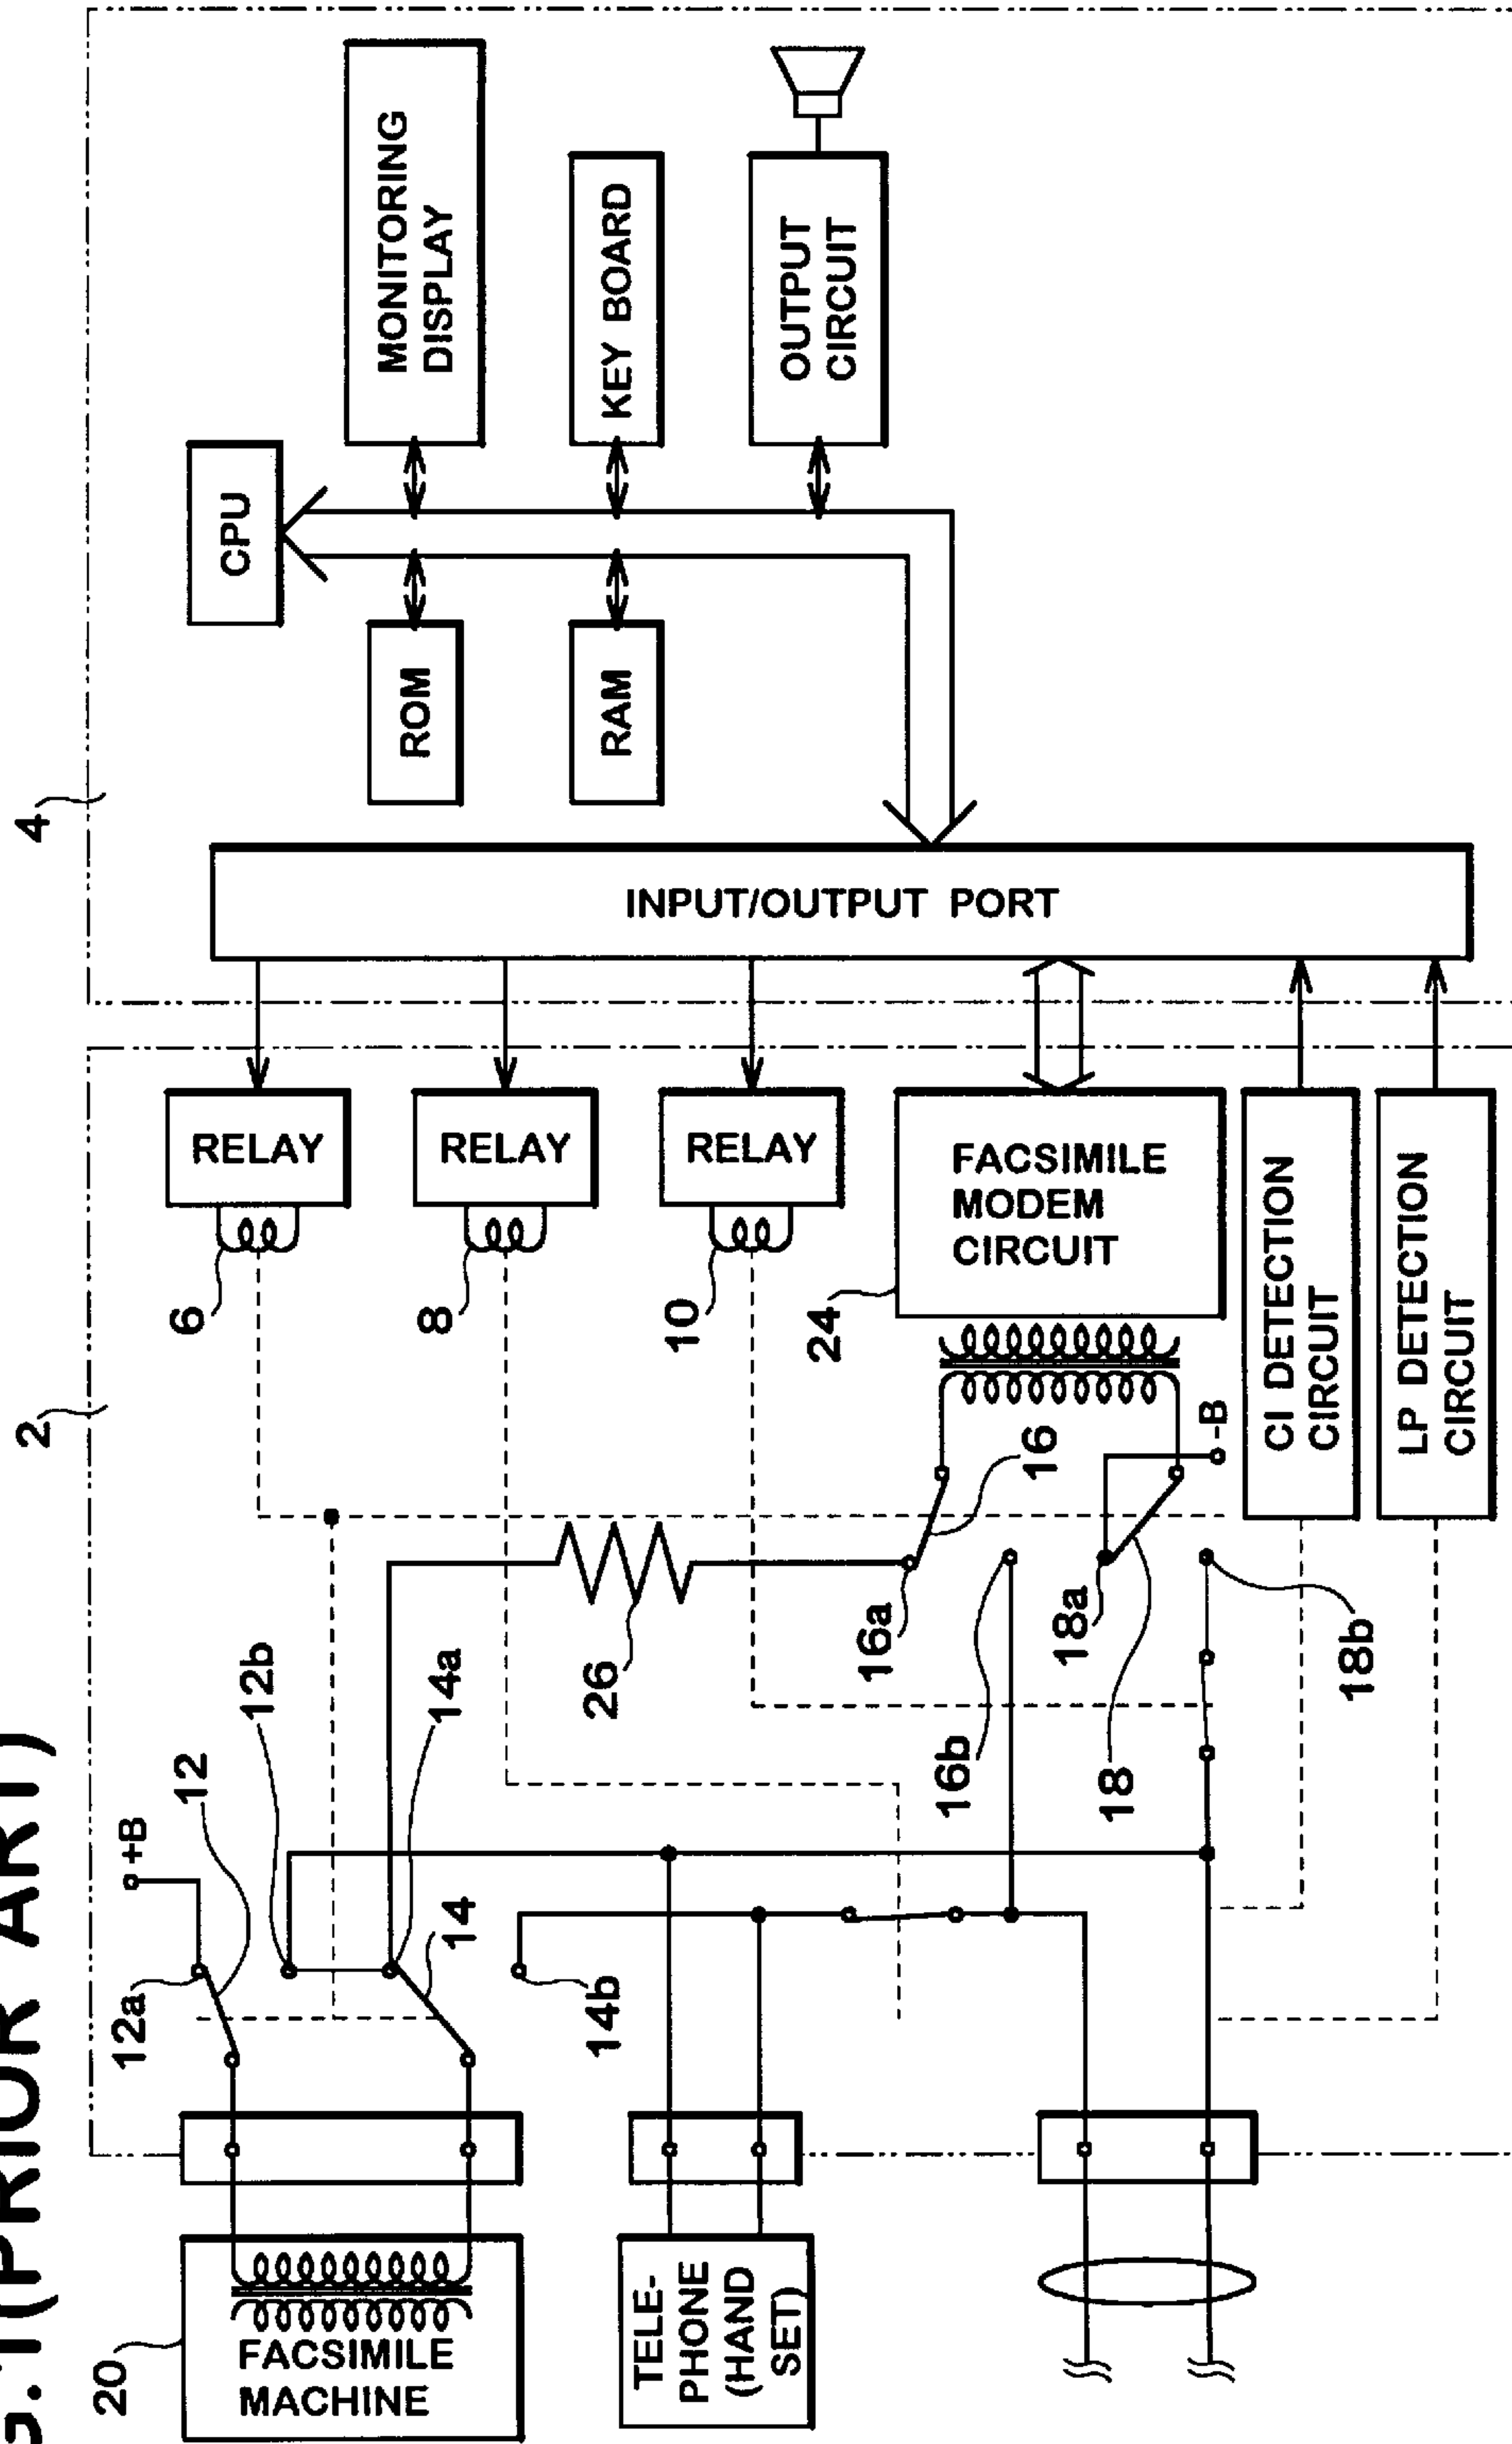 G. 1 (PRIOR ART)
2
4
20
FACSIMILE
MACHINE
12a
12
+B
12b
14a
14
14b
6
RELAY
8
RELAY
10
RELAY
26
24
FACSIMILE
MODEM
CIRCUIT
16a
16
16b
18a
18
18b
-B
TELE-
PHONE
(HAND
SET)
CI DETECTION
CIRCUIT
LP DETECTION
CIRCUIT
INPUT/OUTPUT PORT
CPU
ROM
RAM
MONITORING
DISPLAY
KEY BOARD
OUTPUT
CIRCUIT